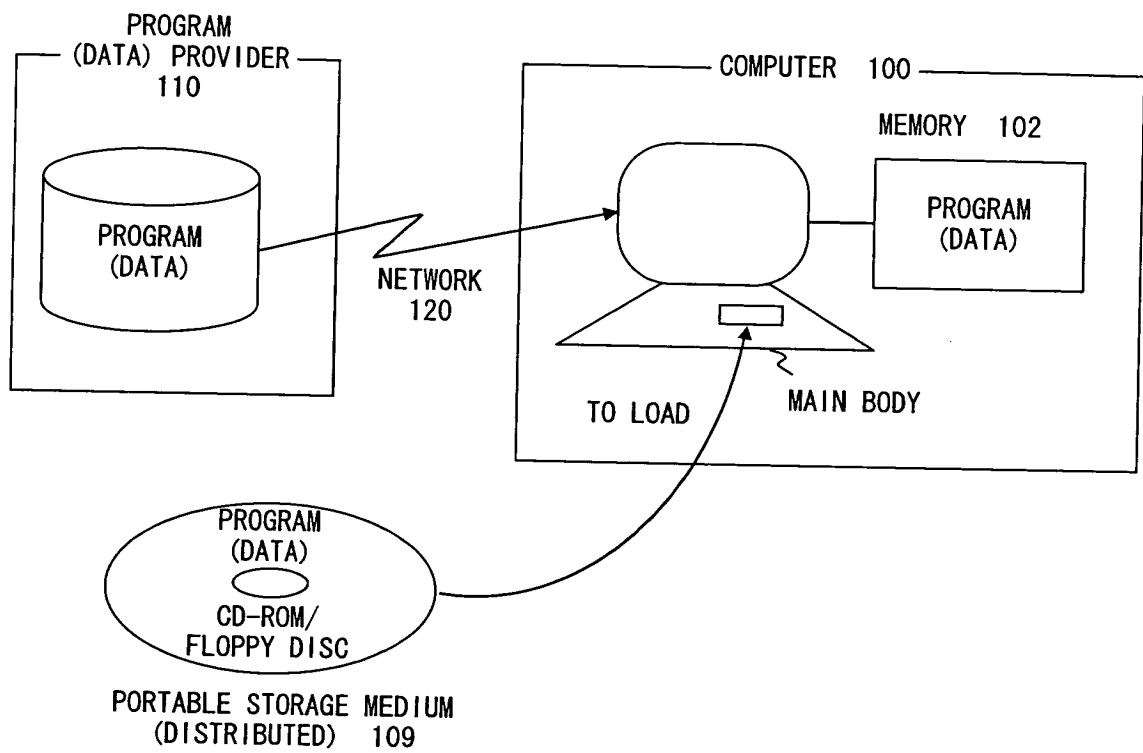 PROGRAM
(DATA) PROVIDER
110
PROGRAM
(DATA)
NETWORK
120
COMPUTER 100
MEMORY 102
PROGRAM
(DATA)
MAIN BODY
TO LOAD
PROGRAM
(DATA)
CD-ROM/
FLOPPY DISC
PORTABLE STORAGE MEDIUM
(DISTRIBUTED) 109